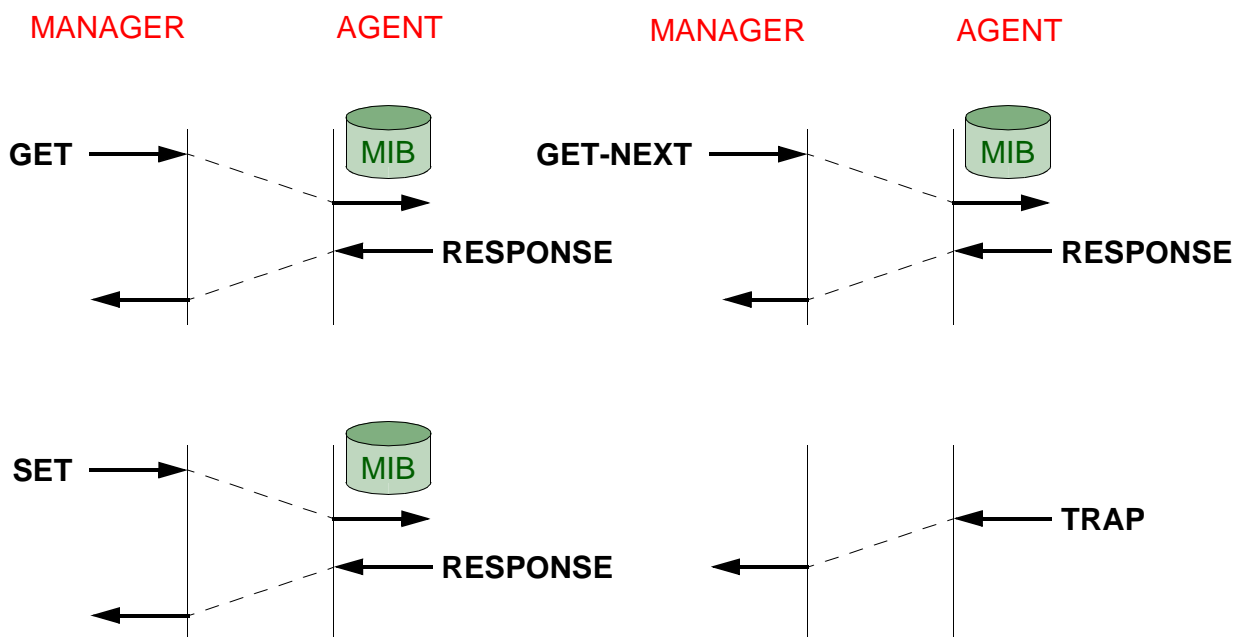 MANAGER AGENT MANAGER AGENT
MIB MIB
GET GET-NEXT
RESPONSE RESPONSE
MIB
SET
TRAP
RESPONSE